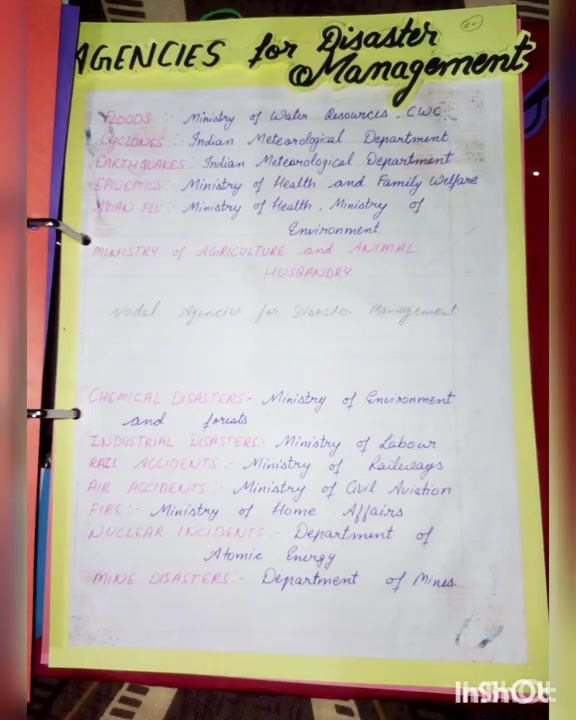 AGENCIES for Disaster
Management
FLOODS :- Ministry of Water Resources, CWC
CYCLONES :- Indian Meteorological Department
EARTHQUAKES :- Indian Meteorological Department
EPIDEMICS :- Ministry of Health and Family Welfare
AVIAN FLU :- Ministry of Health, Ministry of
Environment.
MINISTRY of AGRICULTURE and ANIMAL
HUSBANDRY.
Nodal Agencies for Disaster Management
CHEMICAL DISASTERS:- Ministry of Environment
and forests
INDUSTRIAL DISASTERS:- Ministry of Labour
RAIL ACCIDENTS :- Ministry of Railways
AIR ACCIDENTS :- Ministry of Civil Aviation
FIRE:- Ministry of Home Affairs
NUCLEAR INCIDENTS:- Department of
Atomic Energy
MINE DISASTERS:- Department of Mines.
InShOt